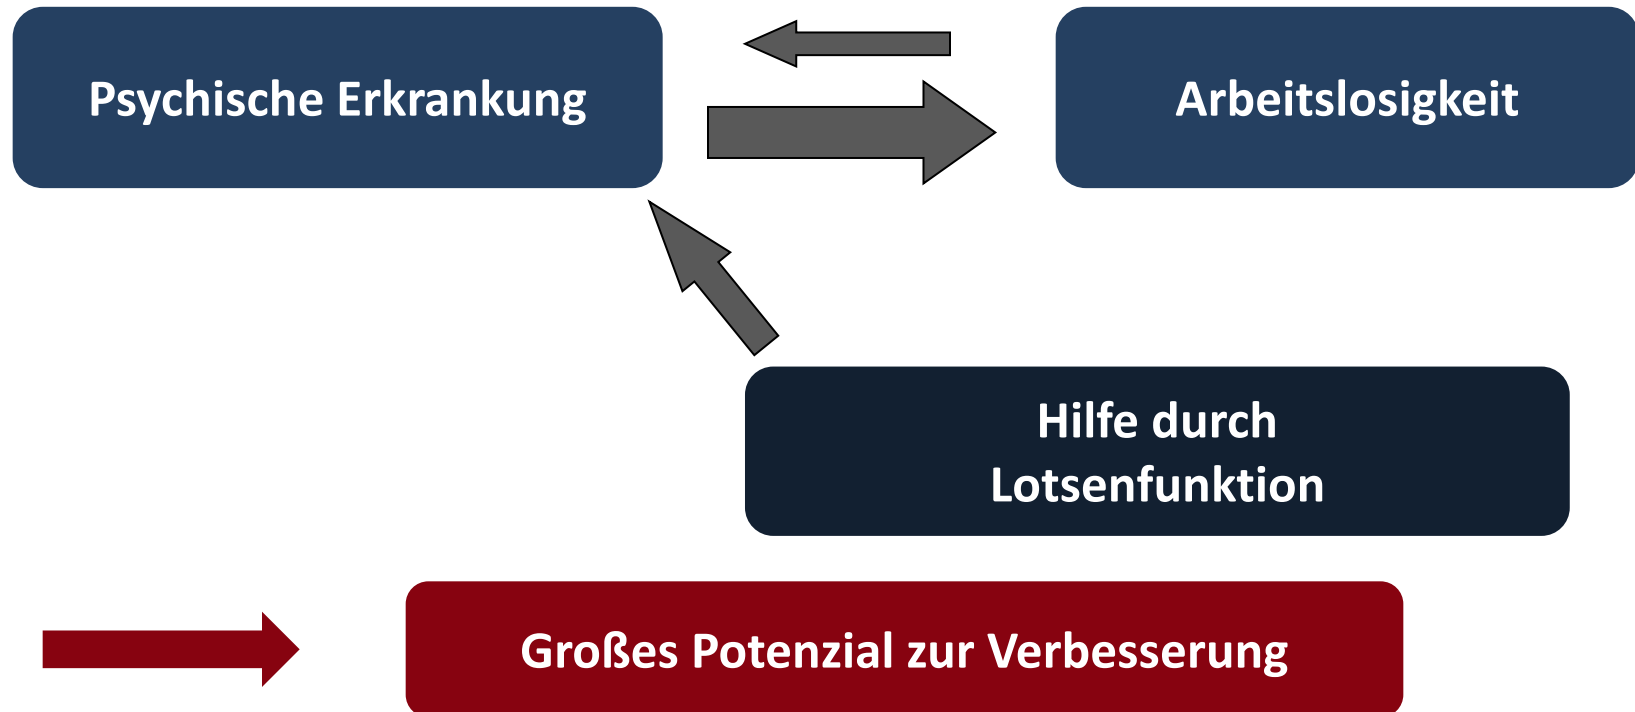 Psychische Erkrankung
Arbeitslosigkeit
Hilfe durch
Lotsenfunktion
Großes Potenzial zur Verbesserung